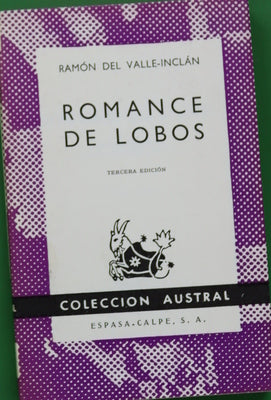 RAMÓN DEL VALLE-INCLÁN
ROMANCE
DE LOBOS
TERCERA EDICIÓN
COLECCION AUSTRAL
ESPASA-CALPE, S. A.